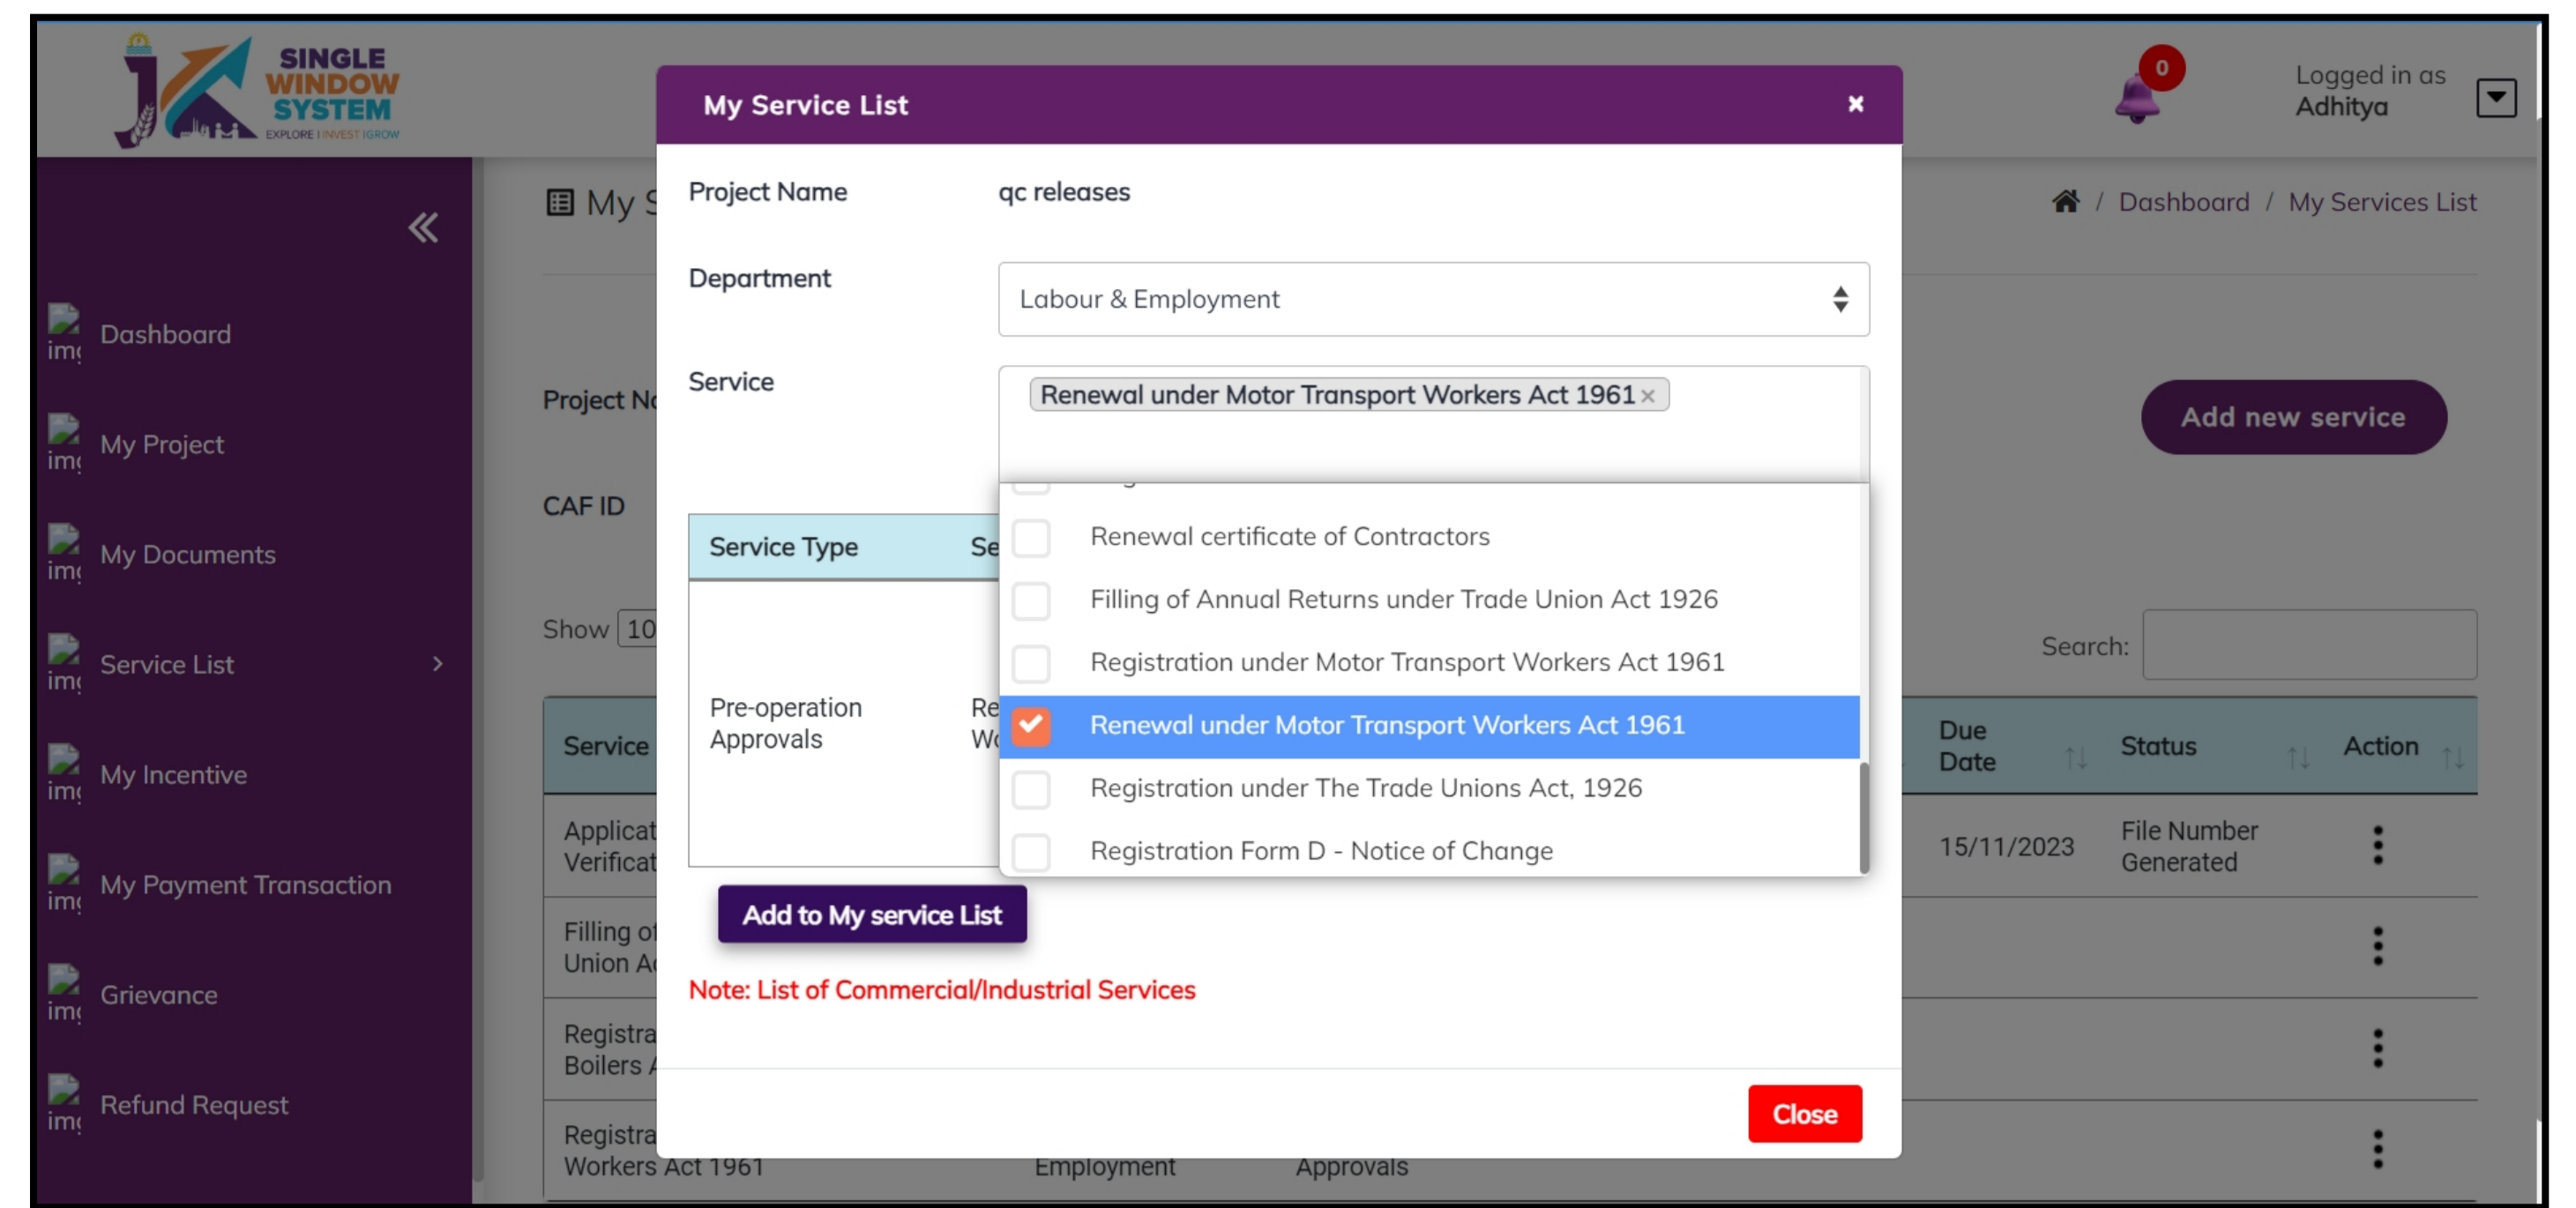 SINGLE
WINDOW
SYSTEM
EXPLORE | INVEST | GROW
My Service List
×
0
Logged in as
Adhitya
My
/ Dashboard / My Services List
Project Name
qc releases
Department
Labour & Employment
Service
Renewal under Motor Transport Workers Act 1961 ×
Dashboard
My Project
My Documents
Service List
My Incentive
My Payment Transaction
Grievance
Refund Request
Project
Add new service
CAF ID
Show 10
Search:
Service Type
Pre-operation
Approvals
Renewal certificate of Contractors
Filling of Annual Returns under Trade Union Act 1926
Registration under Motor Transport Workers Act 1961
Renewal under Motor Transport Workers Act 1961
Registration under The Trade Unions Act, 1926
Registration Form D - Notice of Change
Add to My service List
Note: List of Commercial/Industrial Services
Close
Service
Due
Date
Status
Action
15/11/2023
File Number
Generated
Filling
Union
Boilers
Workers Act 1961
Employment
Approvals